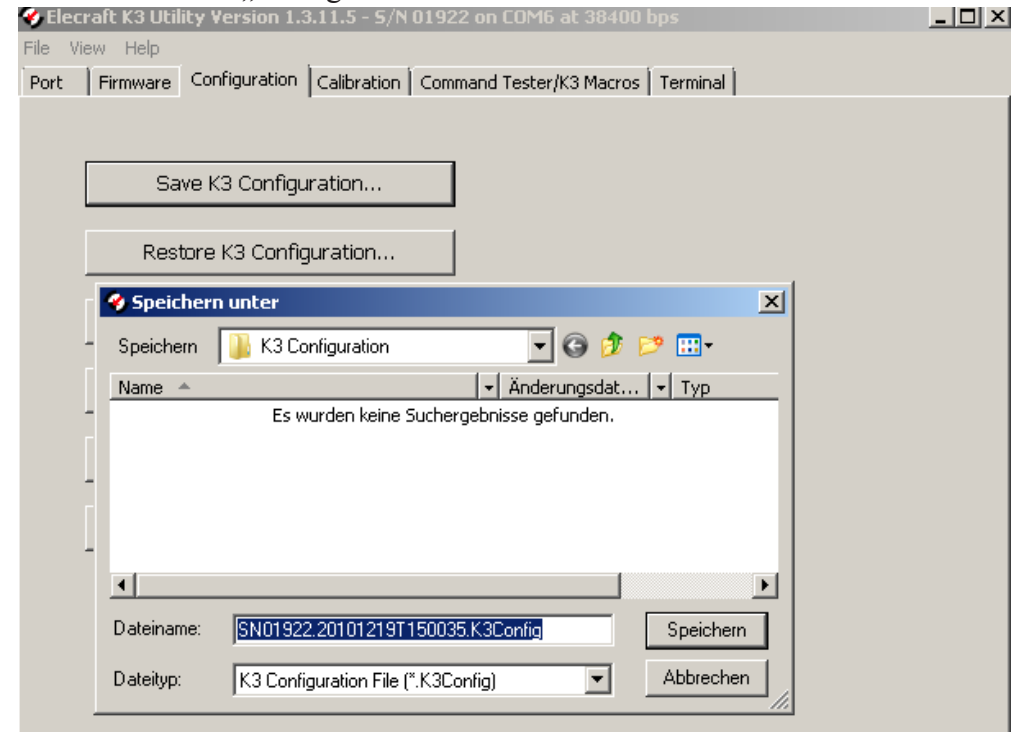 Elecraft K3 Utility Version 1.3.11.5 - S/N 01922 on COM6 at 38400 bps
File View Help
Port Firmware Configuration Calibration Command Tester/K3 Macros Terminal
Save K3 Configuration...
Restore K3 Configuration...
Speichern unter
Speichern K3 Configuration
Name Änderungsdat... Typ
Es wurden keine Suchergebnisse gefunden.
Dateiname: SN01922.20101219T150035.K3Config Speichern
Dateityp: K3 Configuration File (*.K3Config) Abbrechen